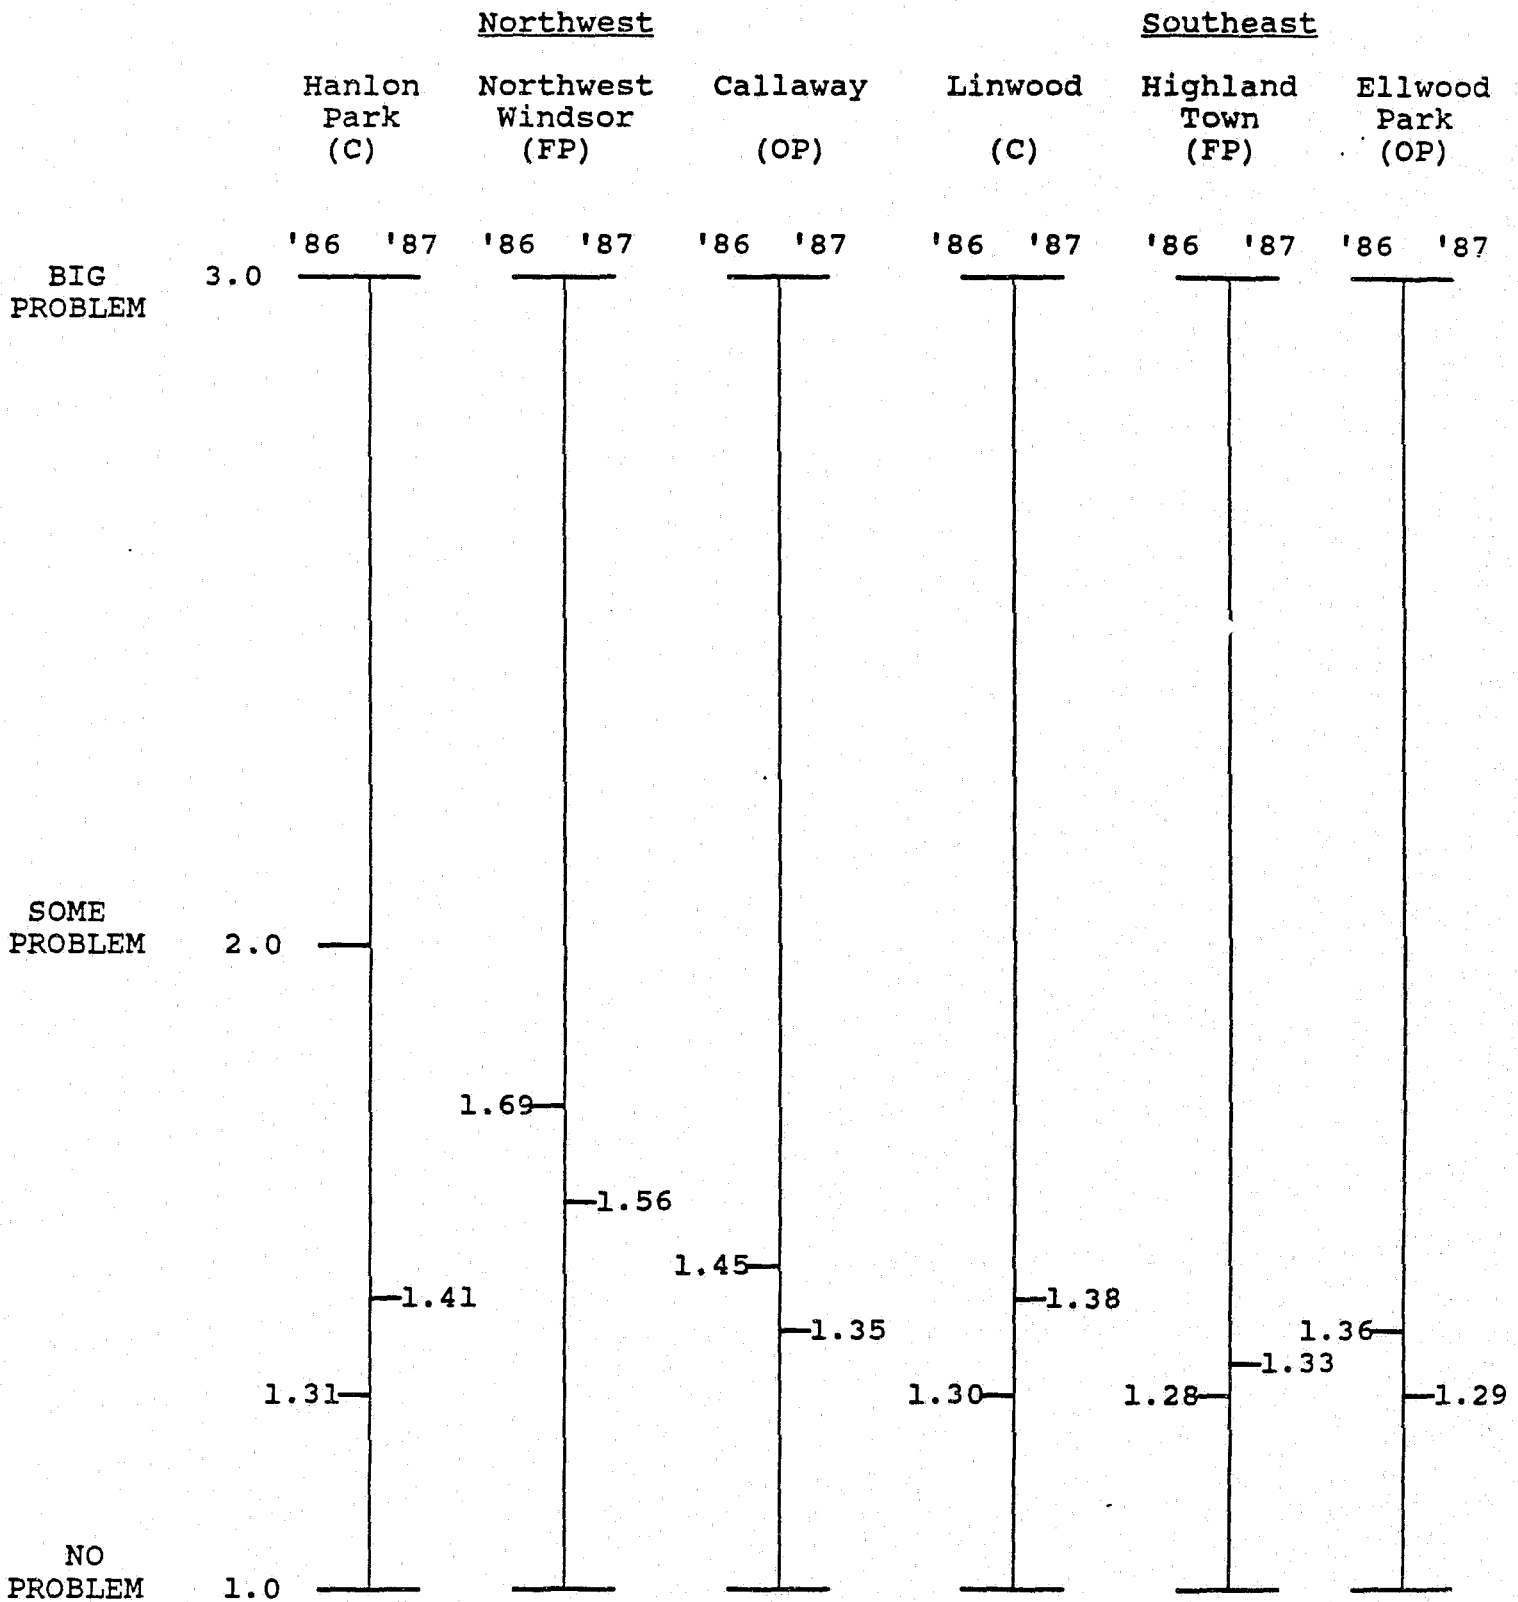 Northwest Southeast
Hanlon Northwest Callaway Linwood Highland Ellwood
Park Windsor Town Park
(C) (FP) (OP) (C) (FP) (OP)
'86 '87 '86 '87 '86 '87 '86 '87 '86 '87 '86 '87
BIG 3.0
PROBLEM
SOME
PROBLEM 2.0
1.69
1.56
1.45
1.41 1.38
1.35 1.36
1.33
1.31 1.30 1.28 1.29
NO
PROBLEM 1.0